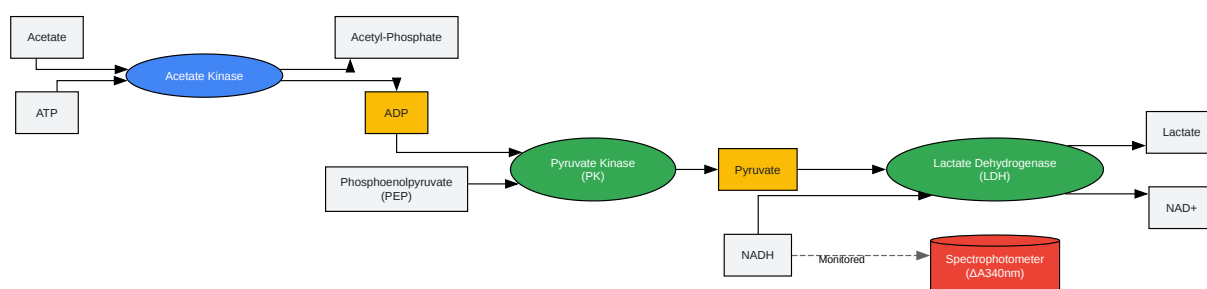 Acetate
Acetyl-Phosphate
Acetate Kinase
ATP
ADP
Phosphoenolpyruvate
(PEP)
Pyruvate Kinase
(PK)
Pyruvate
Lactate Dehydrogenase
(LDH)
Lactate
NAD+
NADH
Monitored
Spectrophotometer
(ΔA340nm)